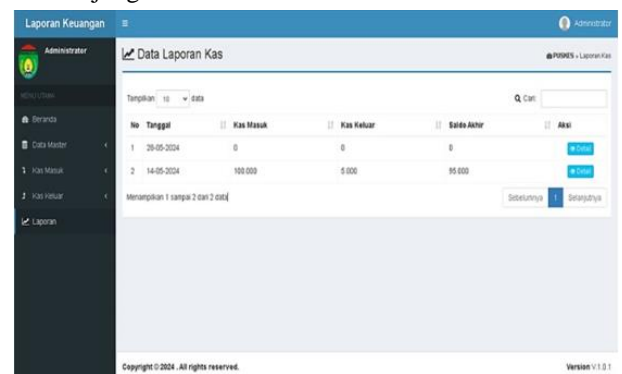 Laporan Keuangan
Administrator
Administrator
Data Laporan Kas
PUSKES > Laporan Kas
MENU UTAMA
Beranda
Data Master
Kas Masuk
Kas Keluar
Laporan
Tampilkan 10 data
Cari:
No Tanggal Kas Masuk Kas Keluar Saldo Akhir Aksi
1 28-05-2024 0 0 0 Detail
2 14-05-2024 100.000 5.000 95.000 Detail
Menampilkan 1 sampai 2 dari 2 data
Sebelumnya 1 Selanjutnya
Copyright © 2024 . All rights reserved.
Version V.1.0.1